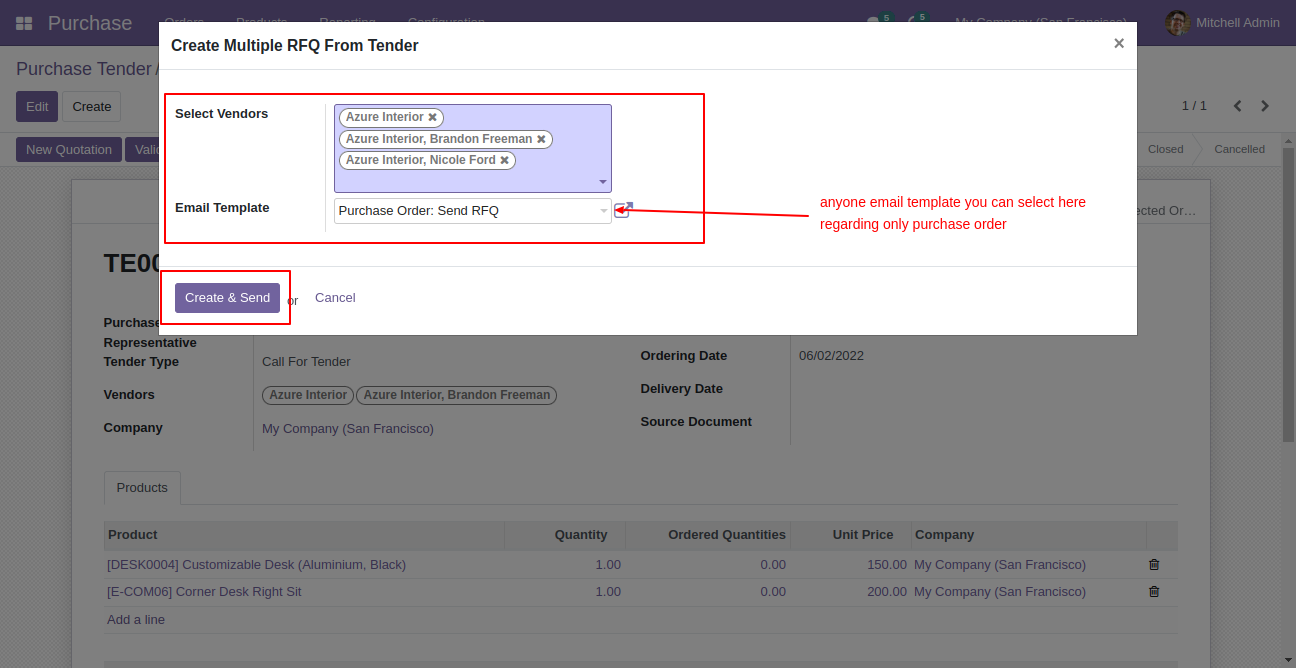 Purchase Orders Products Reporting Configuration 5 5 My Company (San Francisco) Mitchell Admin
Create Multiple RFQ From Tender ×
Purchase Tender /
Edit Create 1 / 1
Select Vendors
Azure Interior ✖
Azure Interior, Brandon Freeman ✖
Azure Interior, Nicole Ford ✖
New Quotation Closed Cancelled
Email Template Purchase Order: Send RFQ
anyone email template you can select here
regarding only purchase order
Create & Send or Cancel
Purchase
Representative
Tender Type Call For Tender
Ordering Date 06/02/2022
Vendors Azure Interior Azure Interior, Brandon Freeman
Delivery Date
Company My Company (San Francisco)
Source Document
Products
Product Quantity Ordered Quantities Unit Price Company
[DESK0004] Customizable Desk (Aluminium, Black) 1.00 0.00 150.00 My Company (San Francisco)
[E-COM06] Corner Desk Right Sit 1.00 0.00 200.00 My Company (San Francisco)
Add a line